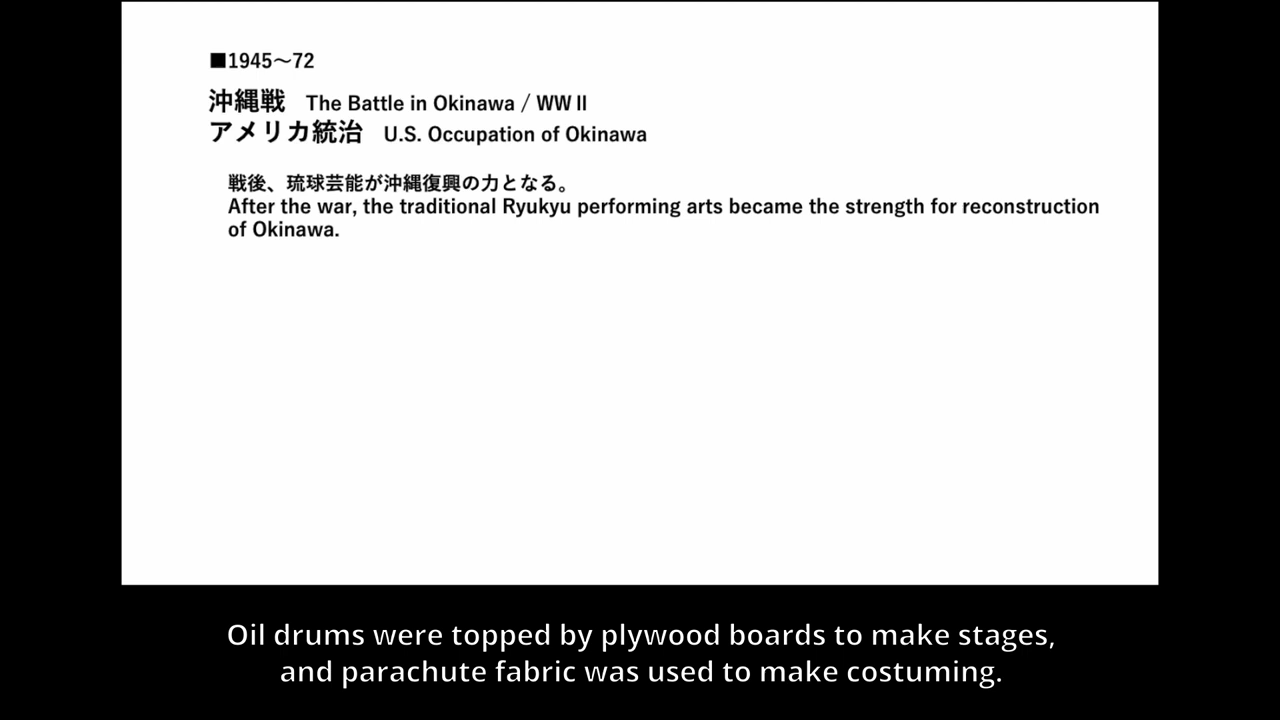 ■1945～72
沖縄戦 The Battle in Okinawa / WWⅡ
アメリカ統治 U.S. Occupation of Okinawa
戦後、琉球芸能が沖縄復興の力となる。
After the war, the traditional Ryukyu performing arts became the strength for reconstruction
of Okinawa.
Oil drums were topped by plywood boards to make stages,
and parachute fabric was used to make costuming.